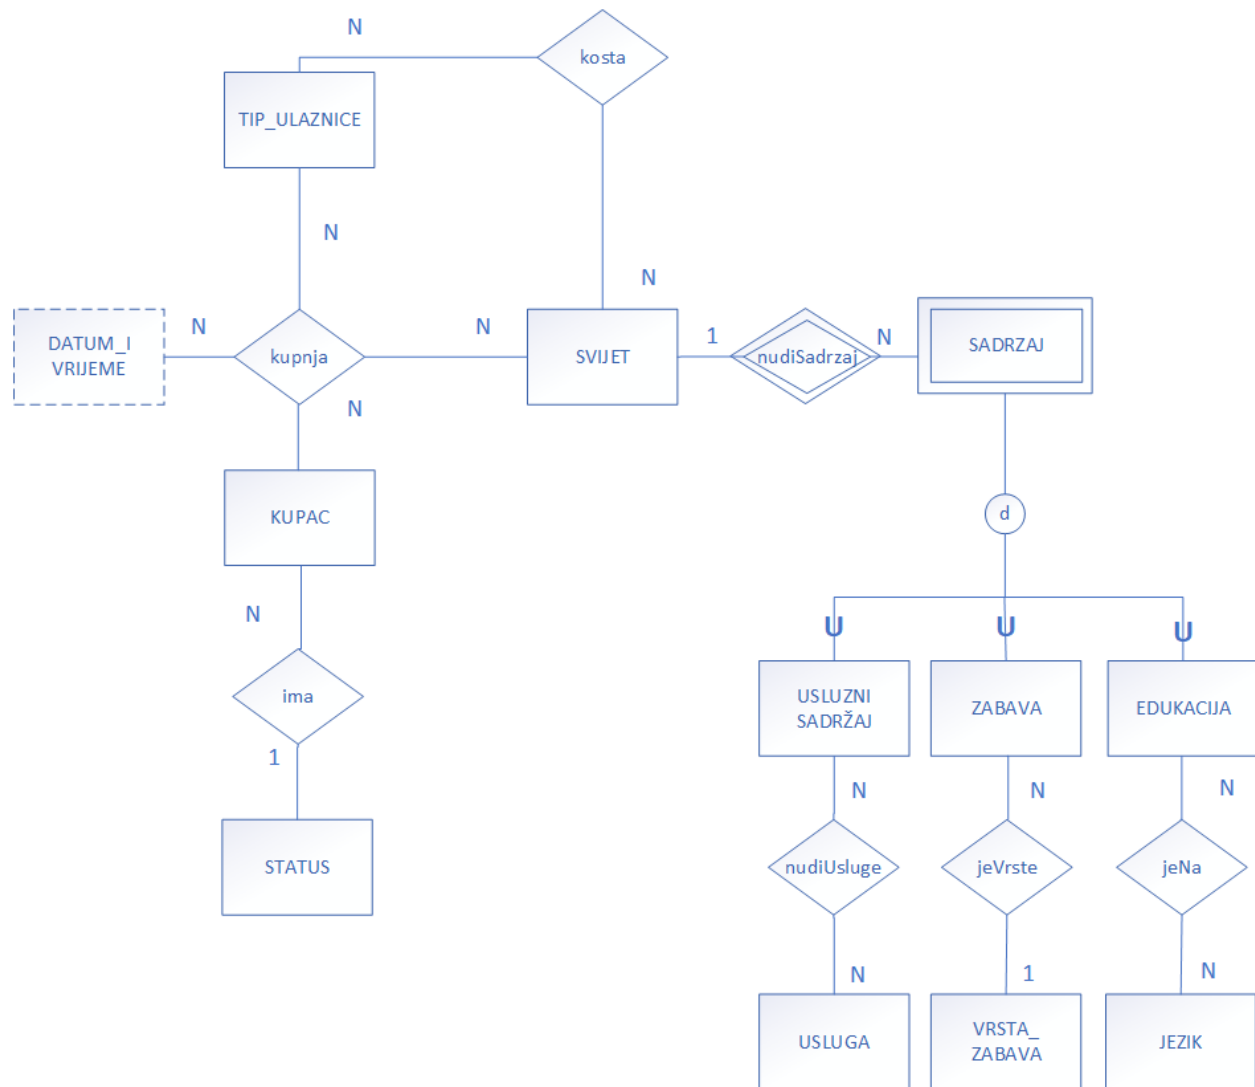 N
kosta
TIP_ULAZNICE
N
N
DATUM_I
VRIJEME
N
kupnja
N
SVIJET
1
nudiSadrzaj
N
SADRZAJ
N
KUPAC
d
N
U
U
U
ima
USLUZNI
SADRŽAJ
ZABAVA
EDUKACIJA
1
N
N
N
STATUS
nudiUsluge
jeVrste
jeNa
N
1
N
USLUGA
VRSTA_
ZABAVA
JEZIK